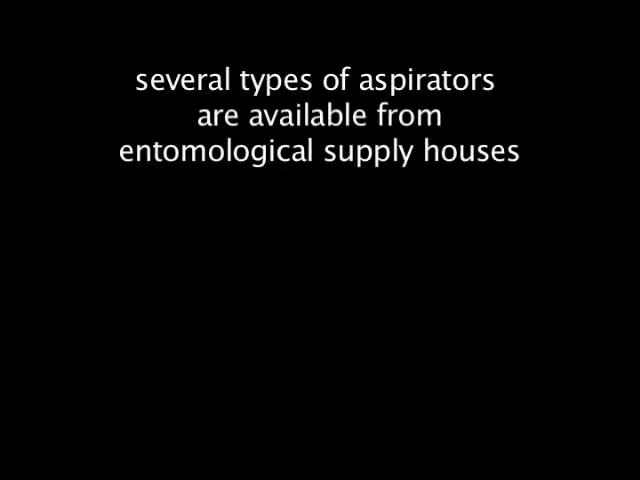 several types of aspirators
are available from
entomological supply houses